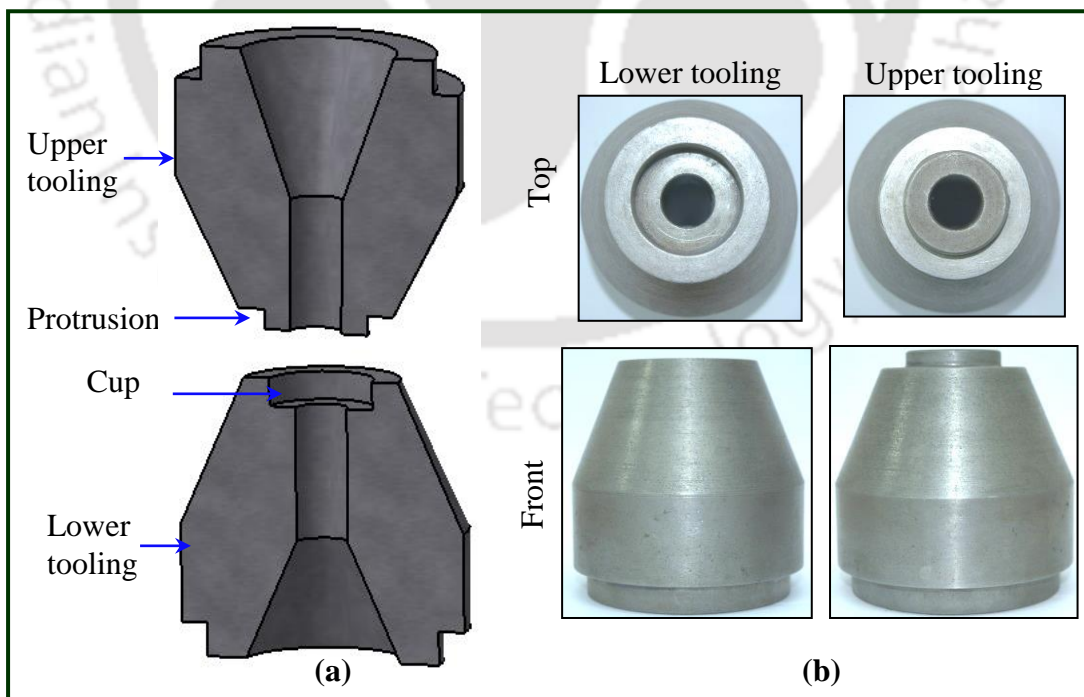 Lower tooling
Upper tooling
Upper
tooling
Top
Protrusion
Cup
Front
Lower
tooling
(a)
(b)